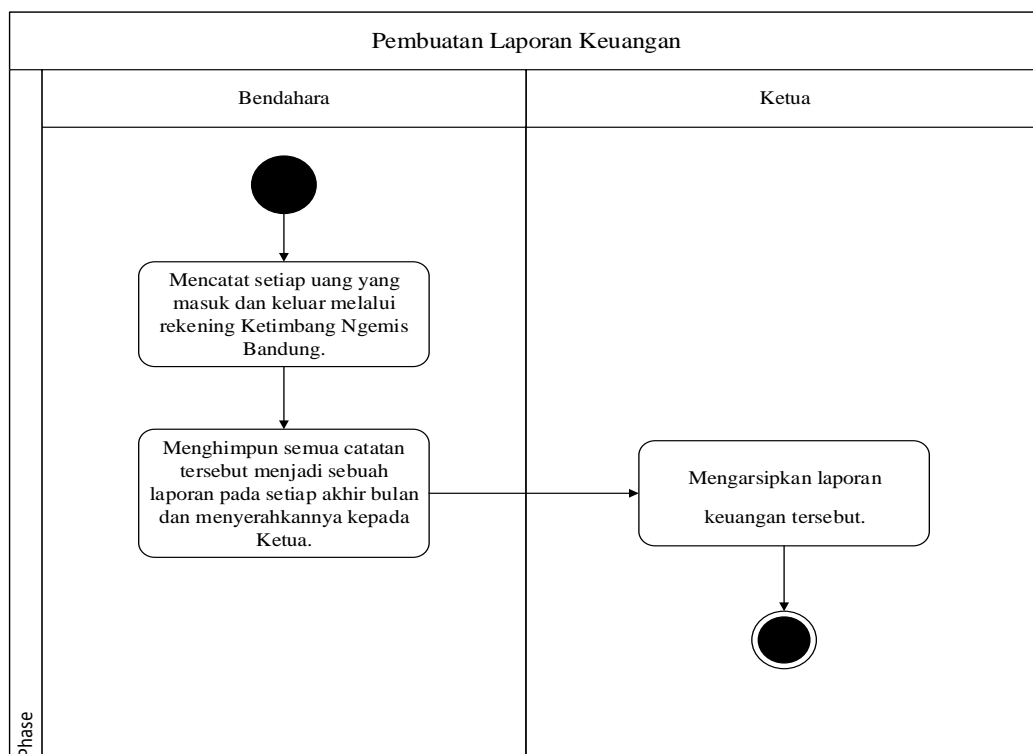 Pembuatan Laporan Keuangan
Bendahara
Ketua
Mencatat setiap uang yang
masuk dan keluar melalui
rekening Ketimbang Ngemis
Bandung.
Menghimpun semua catatan
tersebut menjadi sebuah
laporan pada setiap akhir bulan
dan menyerahkannya kepada
Ketua.
Mengarsipkan laporan
keuangan tersebut.
Phase